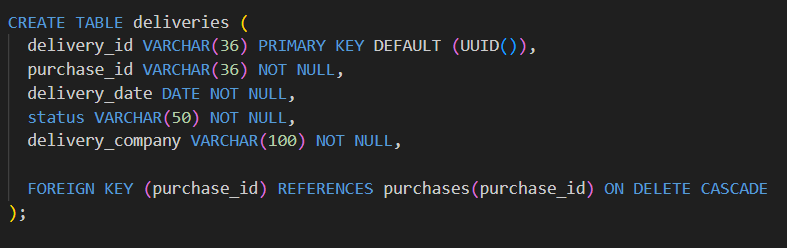 CREATE TABLE deliveries (
  delivery_id VARCHAR(36) PRIMARY KEY DEFAULT (UUID()),
  purchase_id VARCHAR(36) NOT NULL,
  delivery_date DATE NOT NULL,
  status VARCHAR(50) NOT NULL,
  delivery_company VARCHAR(100) NOT NULL,

  FOREIGN KEY (purchase_id) REFERENCES purchases(purchase_id) ON DELETE CASCADE
);